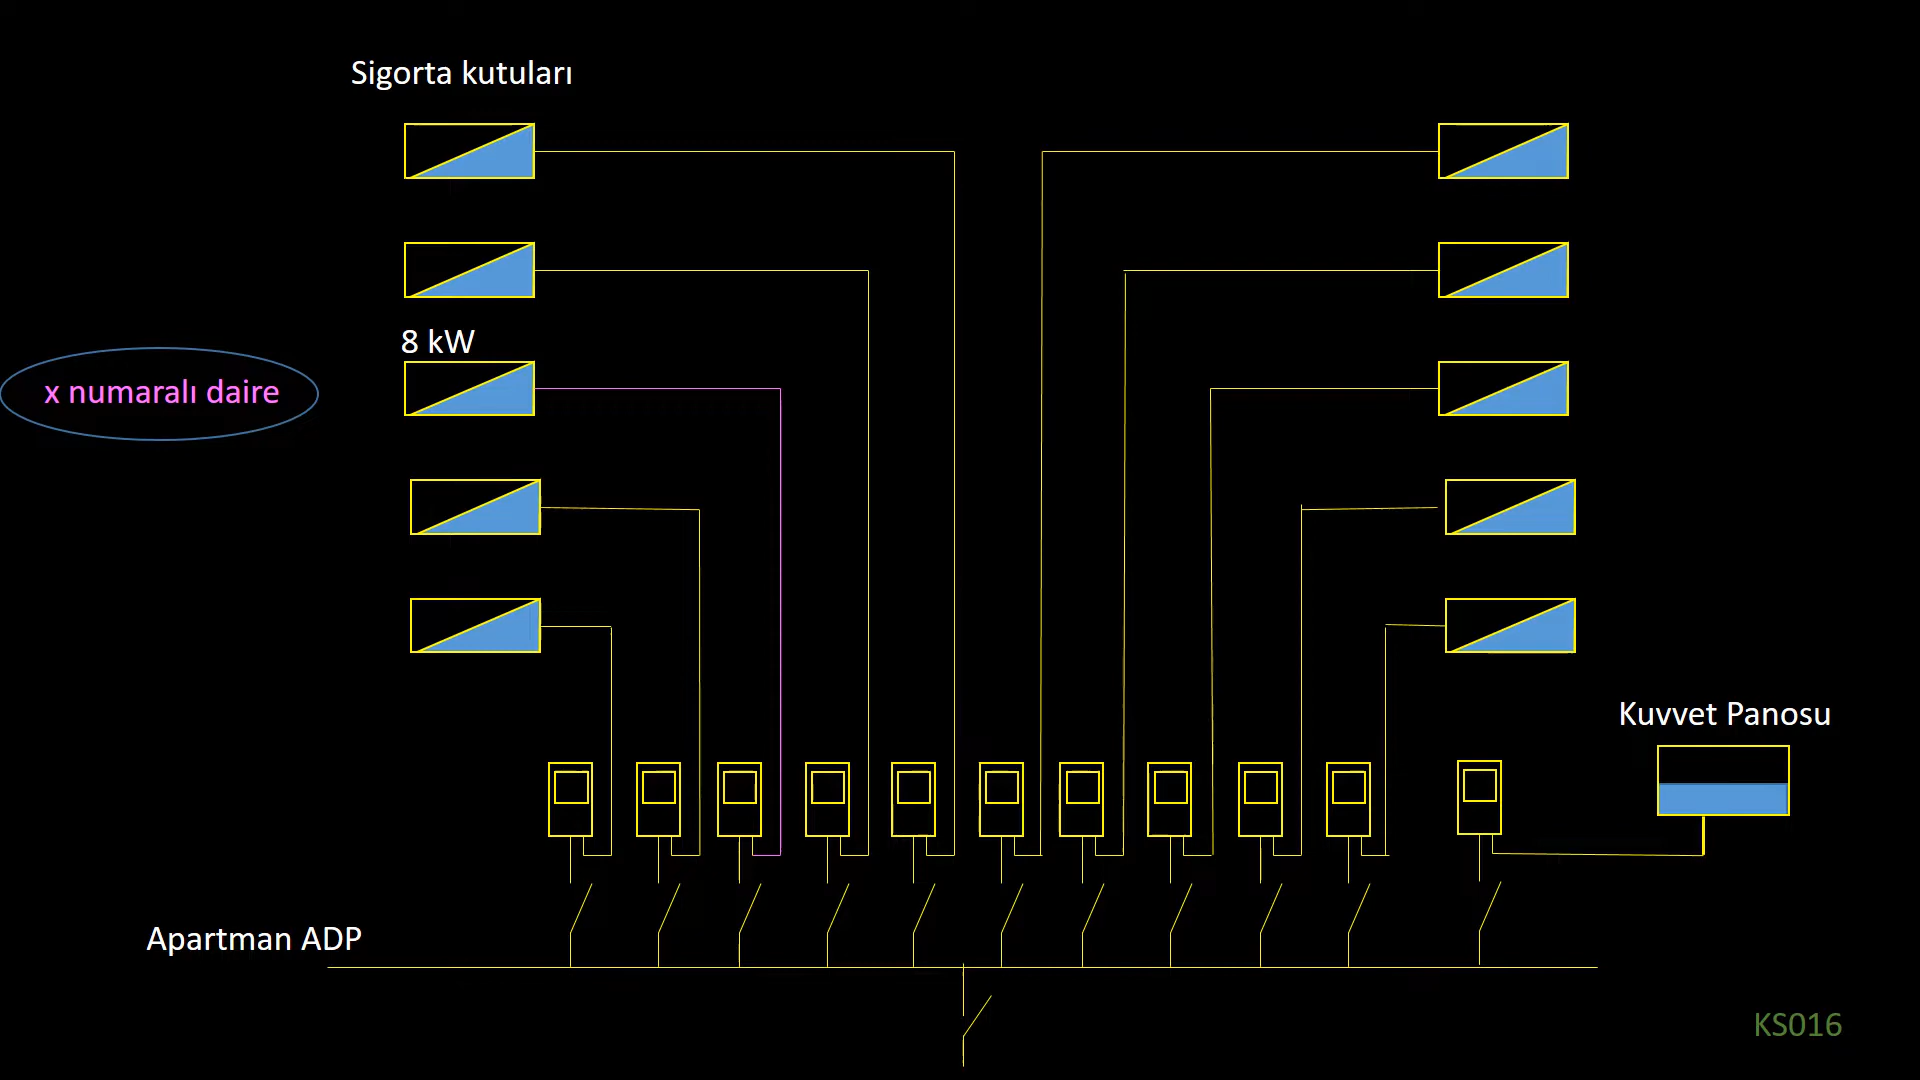 Sigorta kutuları
8 kW
x numaralı daire
Kuvvet Panosu
Apartman ADP
KS016